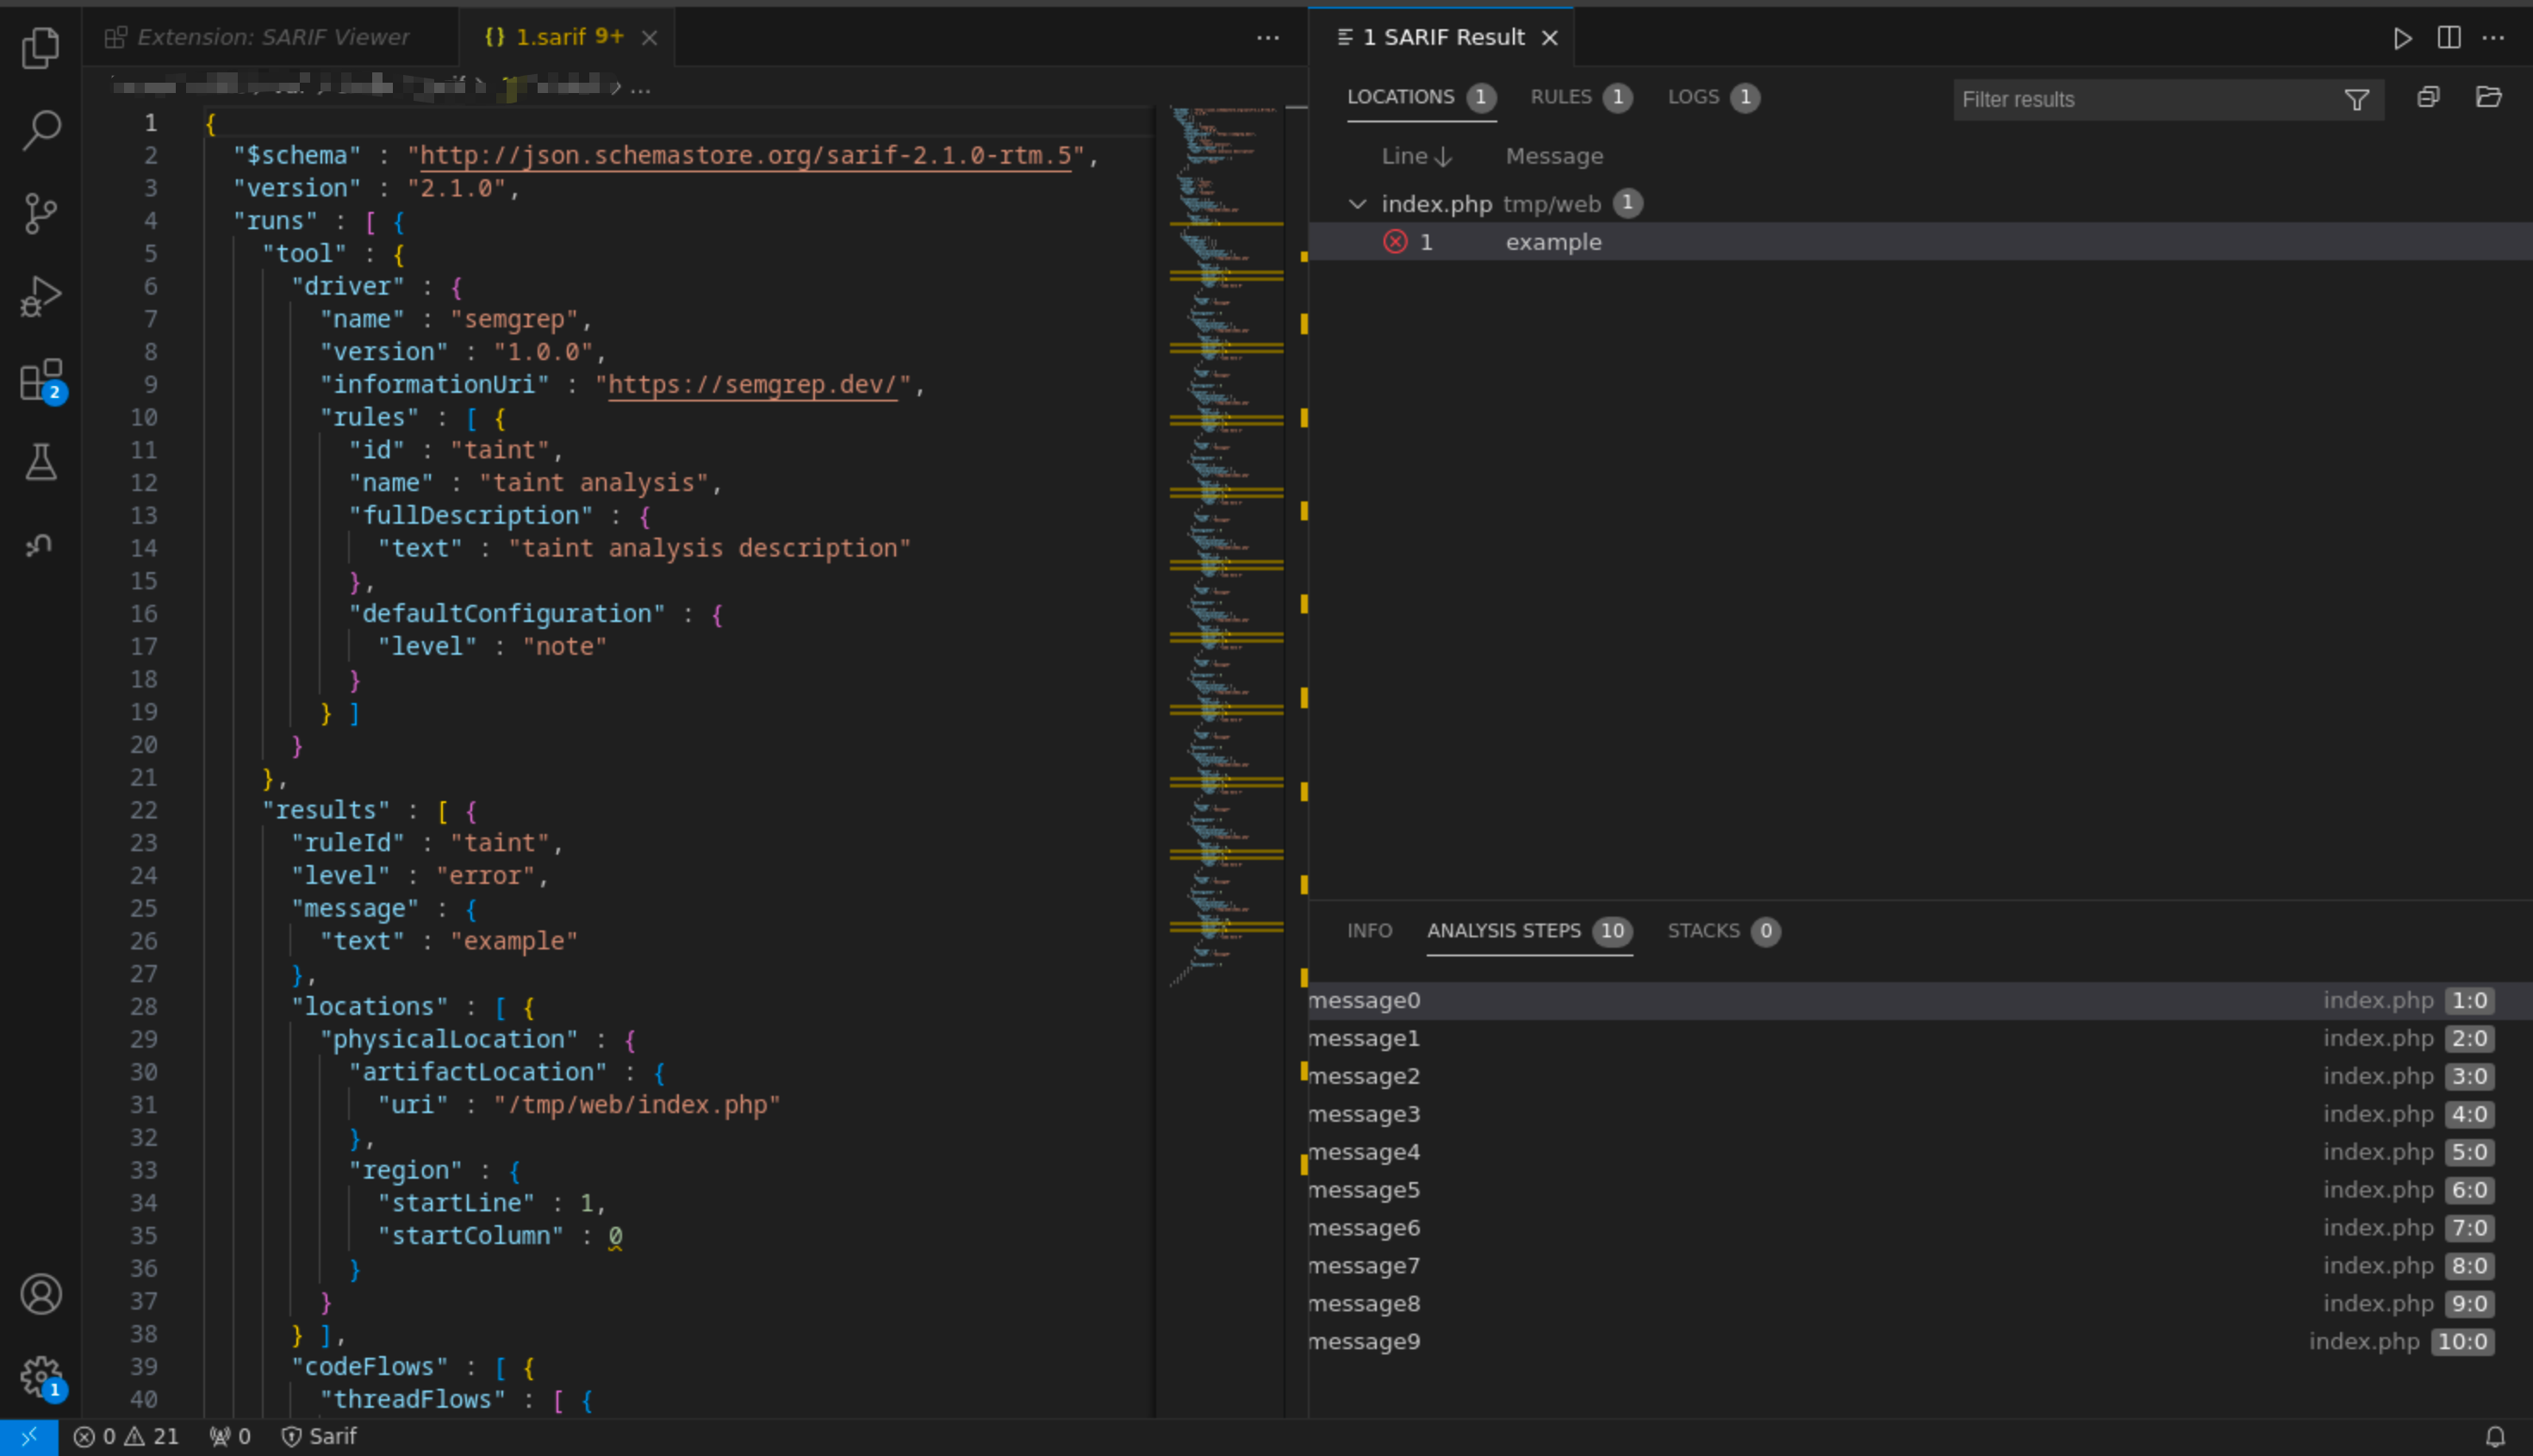 Extension: SARIF Viewer
{} 1.sarif 9+
1 SARIF Result
...
LOCATIONS 1 RULES 1 LOGS 1
Filter results
Line Message
index.php tmp/web 1
1 example
1 {
2 "$schema" : "http://json.schemastore.org/sarif-2.1.0-rtm.5",
3 "version" : "2.1.0",
4 "runs" : [ {
5 "tool" : {
6 "driver" : {
7 "name" : "semgrep",
8 "version" : "1.0.0",
9 "informationUri" : "https://semgrep.dev/",
10 "rules" : [ {
11 "id" : "taint",
12 "name" : "taint analysis",
13 "fullDescription" : {
14 "text" : "taint analysis description"
15 },
16 "defaultConfiguration" : {
17 "level" : "note"
18 }
19 } ]
20 }
21 },
22 "results" : [ {
23 "ruleId" : "taint",
24 "level" : "error",
25 "message" : {
26 "text" : "example"
27 },
28 "locations" : [ {
29 "physicalLocation" : {
30 "artifactLocation" : {
31 "uri" : "/tmp/web/index.php"
32 },
33 "region" : {
34 "startLine" : 1,
35 "startColumn" : 0
36 }
37 }
38 } ],
39 "codeFlows" : [ {
40 "threadFlows" : [ {
INFO ANALYSIS STEPS 10 STACKS 0
message0 index.php 1:0
message1 index.php 2:0
message2 index.php 3:0
message3 index.php 4:0
message4 index.php 5:0
message5 index.php 6:0
message6 index.php 7:0
message7 index.php 8:0
message8 index.php 9:0
message9 index.php 10:0
2
1
0 21 0 Sarif